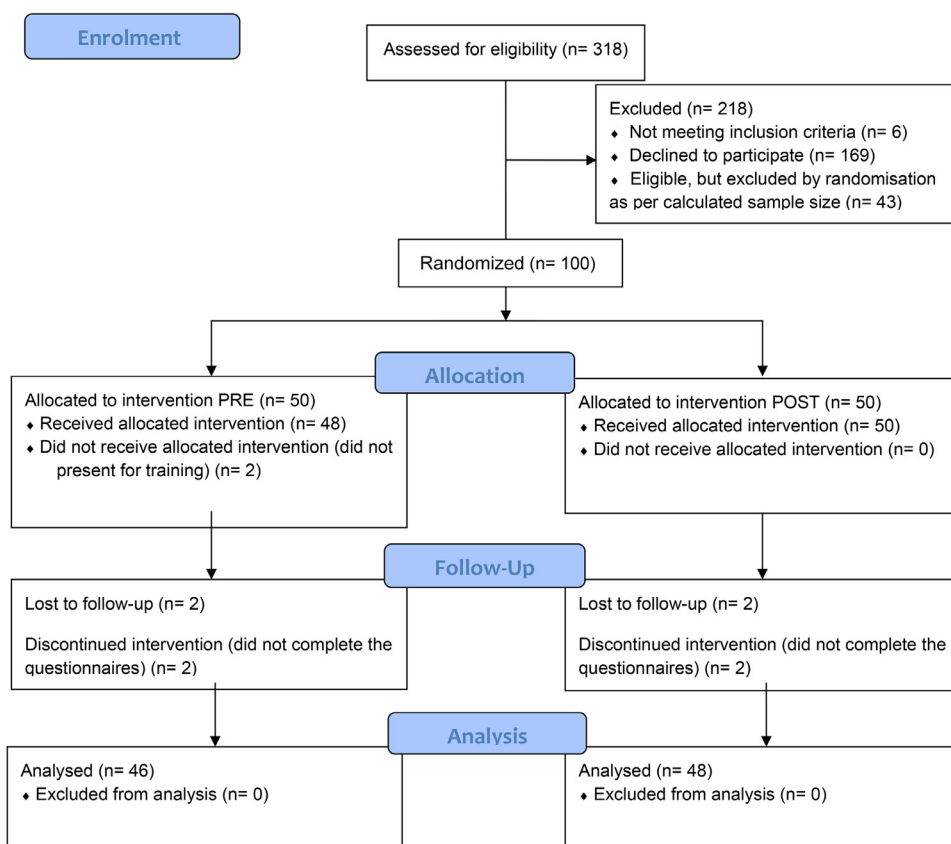 Enrolment
Assessed for eligibility (n= 318)
Excluded (n= 218)
♦ Not meeting inclusion criteria (n= 6)
♦ Declined to participate (n= 169)
♦ Eligible, but excluded by randomisation
as per calculated sample size (n= 43)
Randomized (n= 100)
Allocation
Allocated to intervention PRE (n= 50)
♦ Received allocated intervention (n= 48)
♦ Did not receive allocated intervention (did not
present for training) (n= 2)
Allocated to intervention POST (n= 50)
♦ Received allocated intervention (n= 50)
♦ Did not receive allocated intervention (n= 0)
Follow-Up
Lost to follow-up (n= 2)
Discontinued intervention (did not complete the
questionnaires) (n= 2)
Lost to follow-up (n= 2)
Discontinued intervention (did not complete the
questionnaires) (n= 2)
Analysis
Analysed (n= 46)
♦ Excluded from analysis (n= 0)
Analysed (n= 48)
♦ Excluded from analysis (n= 0)